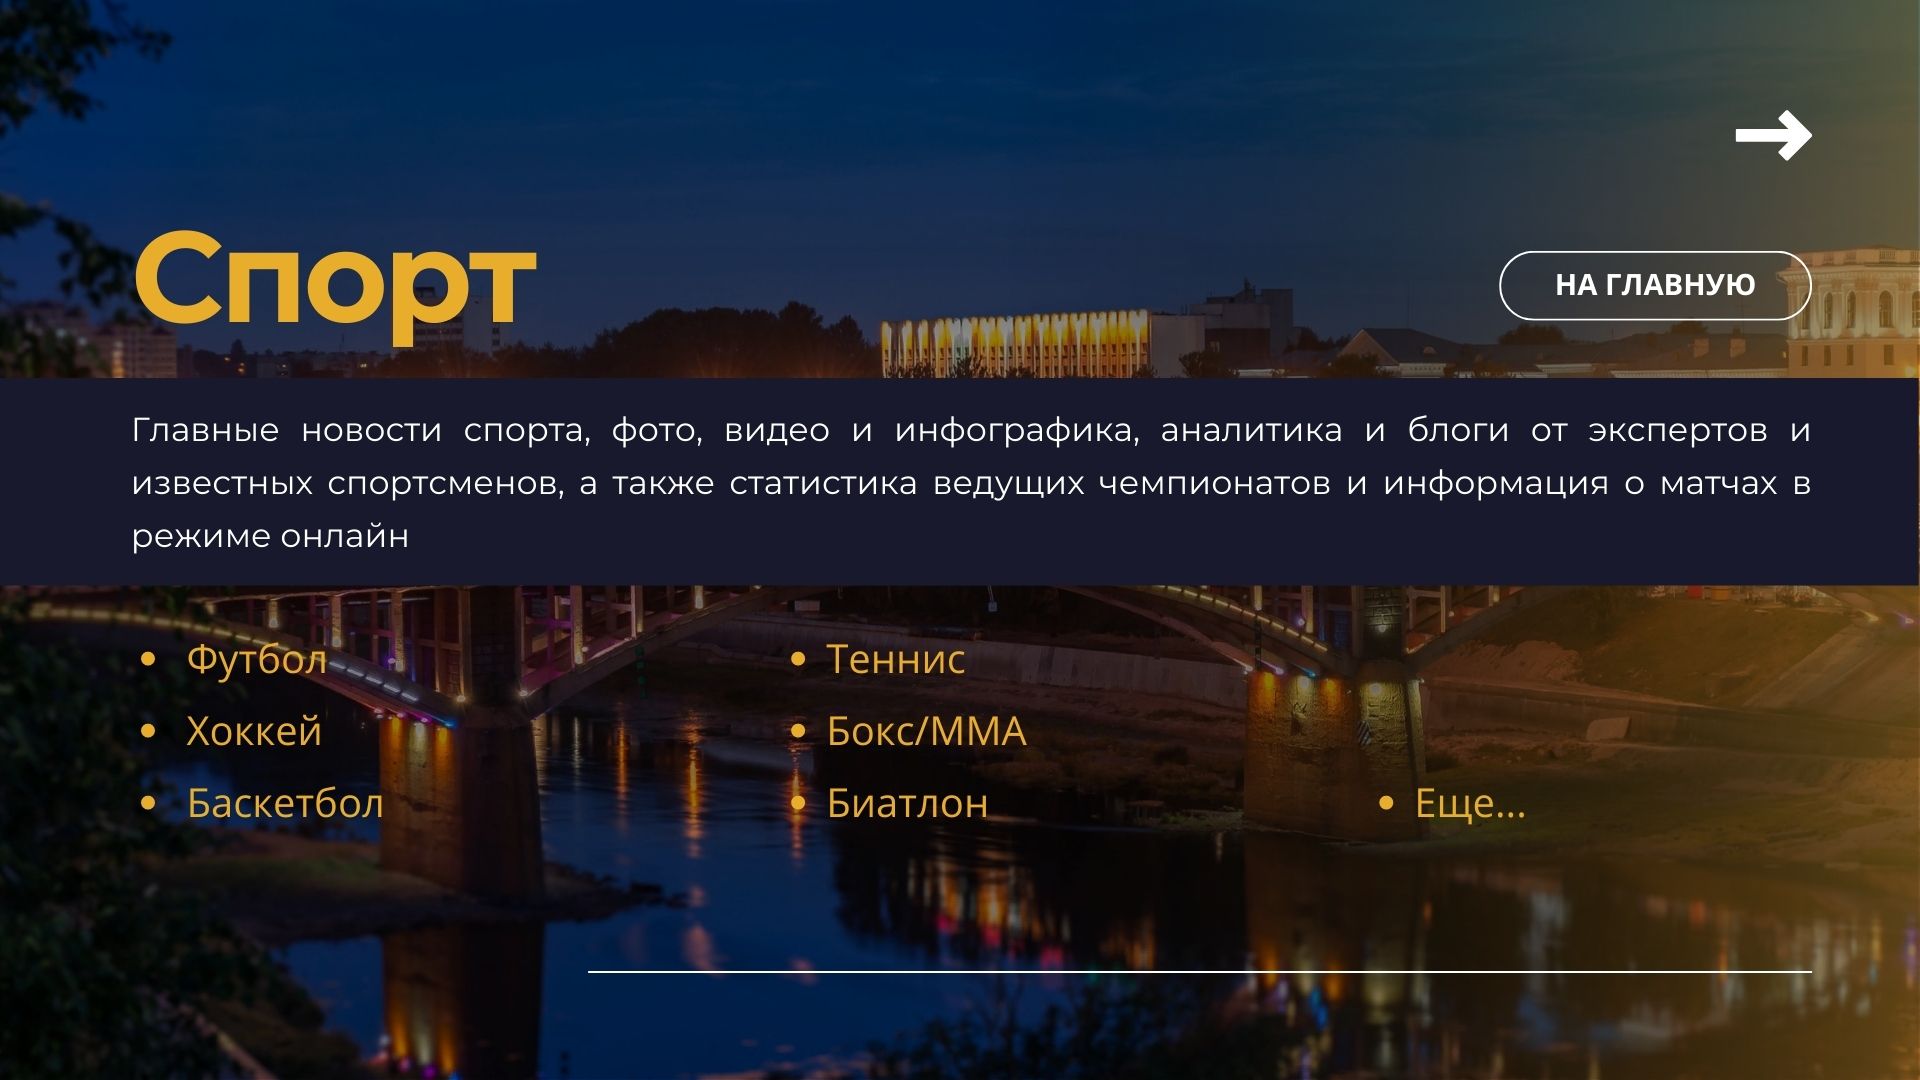 Спорт
НА ГЛАВНУЮ
Главные новости спорта, фото, видео и инфографика, аналитика и блоги от экспертов и
известных спортсменов, а также статистика ведущих чемпионатов и информация о матчах в
режиме онлайн
Футбол
Хоккей
Баскетбол
Теннис
Бокс/ММА
Биатлон
Еще...